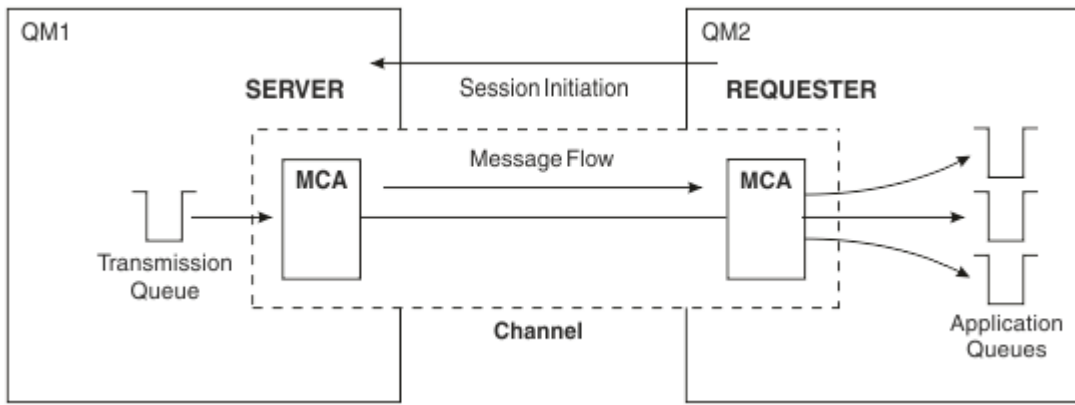 QM1
QM2
Session Initiation
SERVER
REQUESTER
Message Flow
MCA
MCA
Transmission
Queue
Channel
Application
Queues